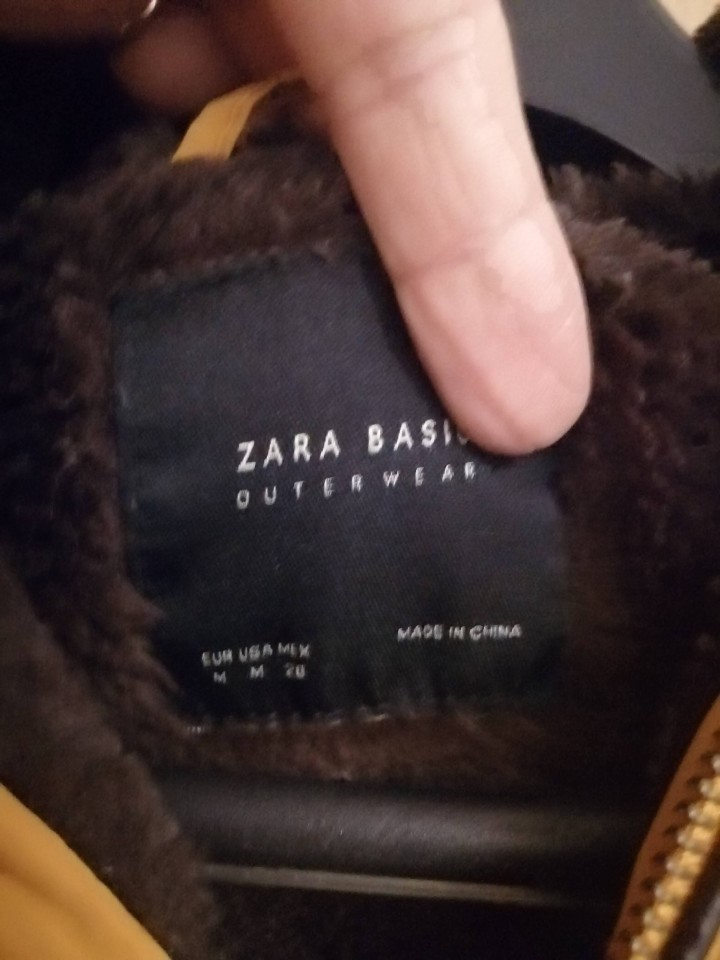 ZARA BASIC
OUTERWEAR
EUR USA MEX
M M 28
MADE IN CHINA